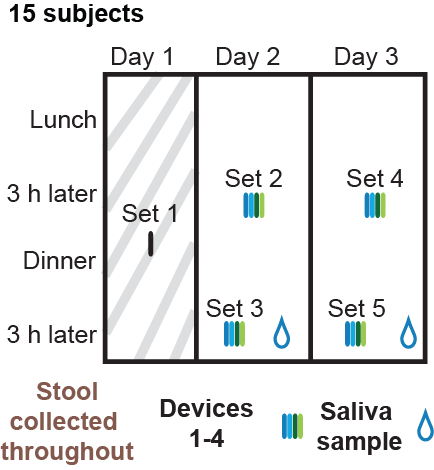 15 subjects
Day 1 Day 2 Day 3
Lunch
3 h later
Set 2 Set 4
Set 1
Dinner
Set 3 Set 5
3 h later
Stool
collected
throughout
Devices
1-4
Saliva
sample